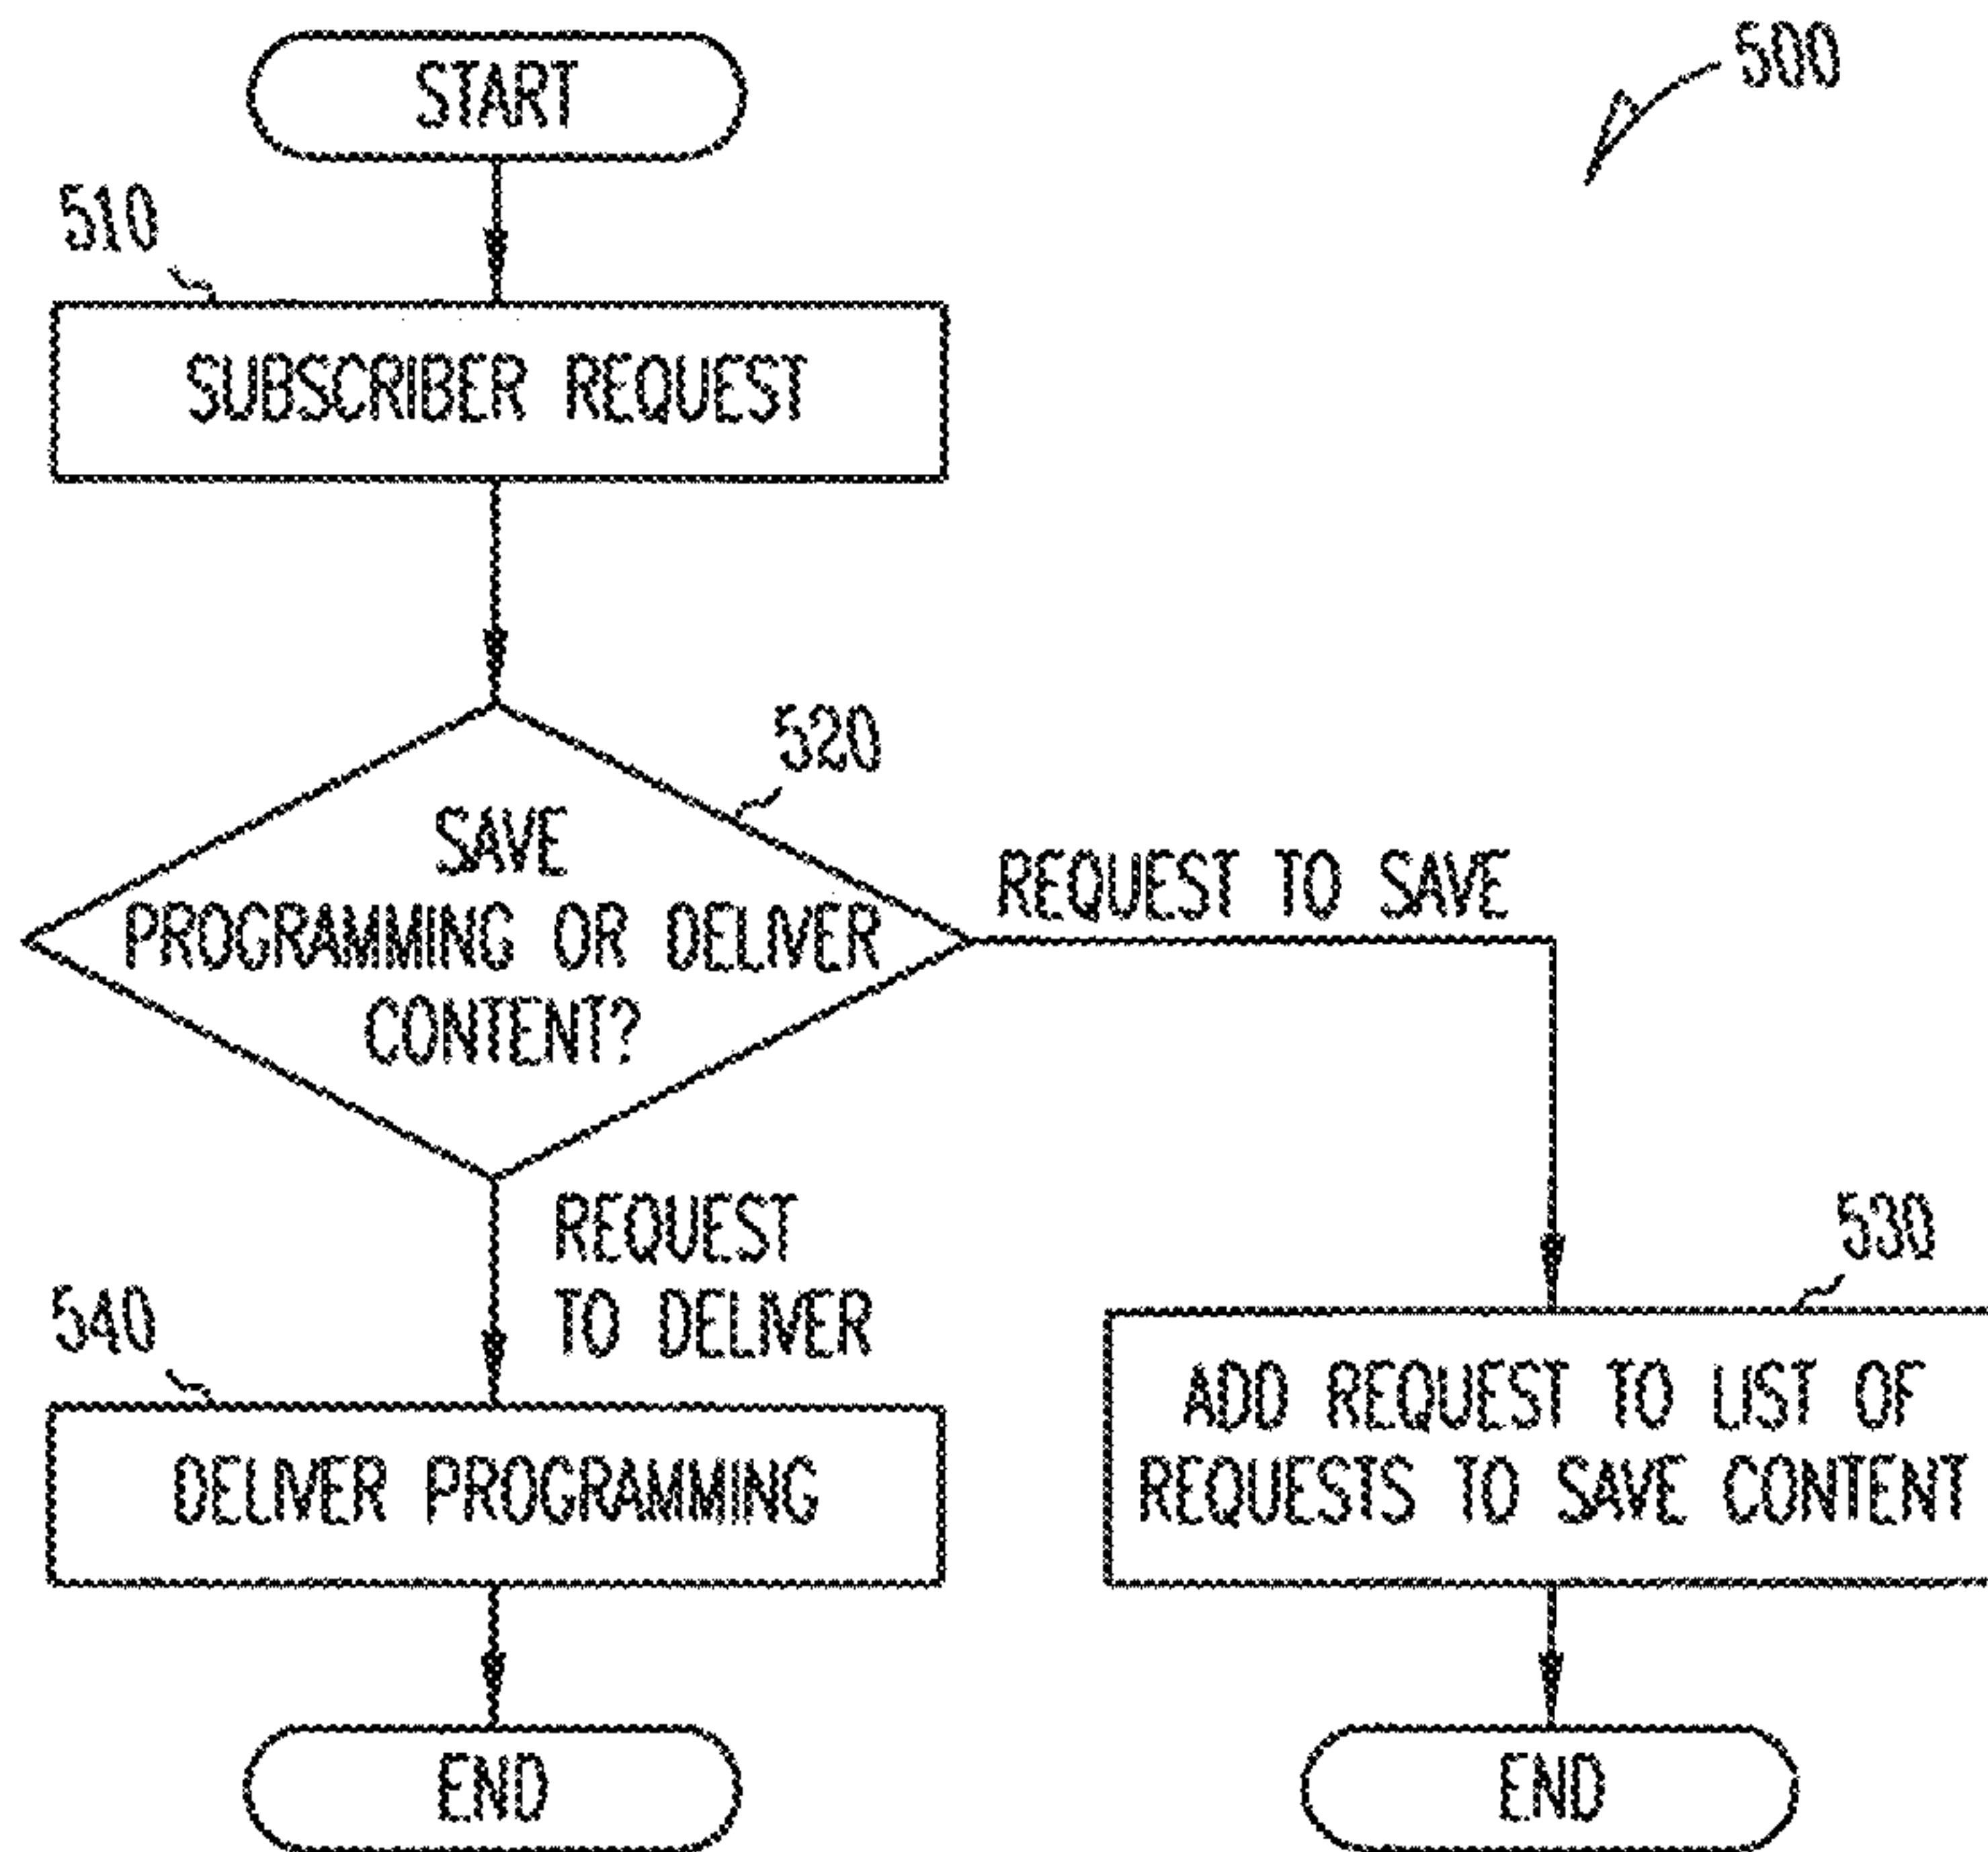 START
500
510
SUBSCRIBER REQUEST
520
SAVE
PROGRAMMING OR DELIVER
CONTENT?
REQUEST TO SAVE
REQUEST
TO DELIVER
530
540
ADD REQUEST TO LIST OF
REQUESTS TO SAVE CONTENT
DELIVER PROGRAMMING
END
END